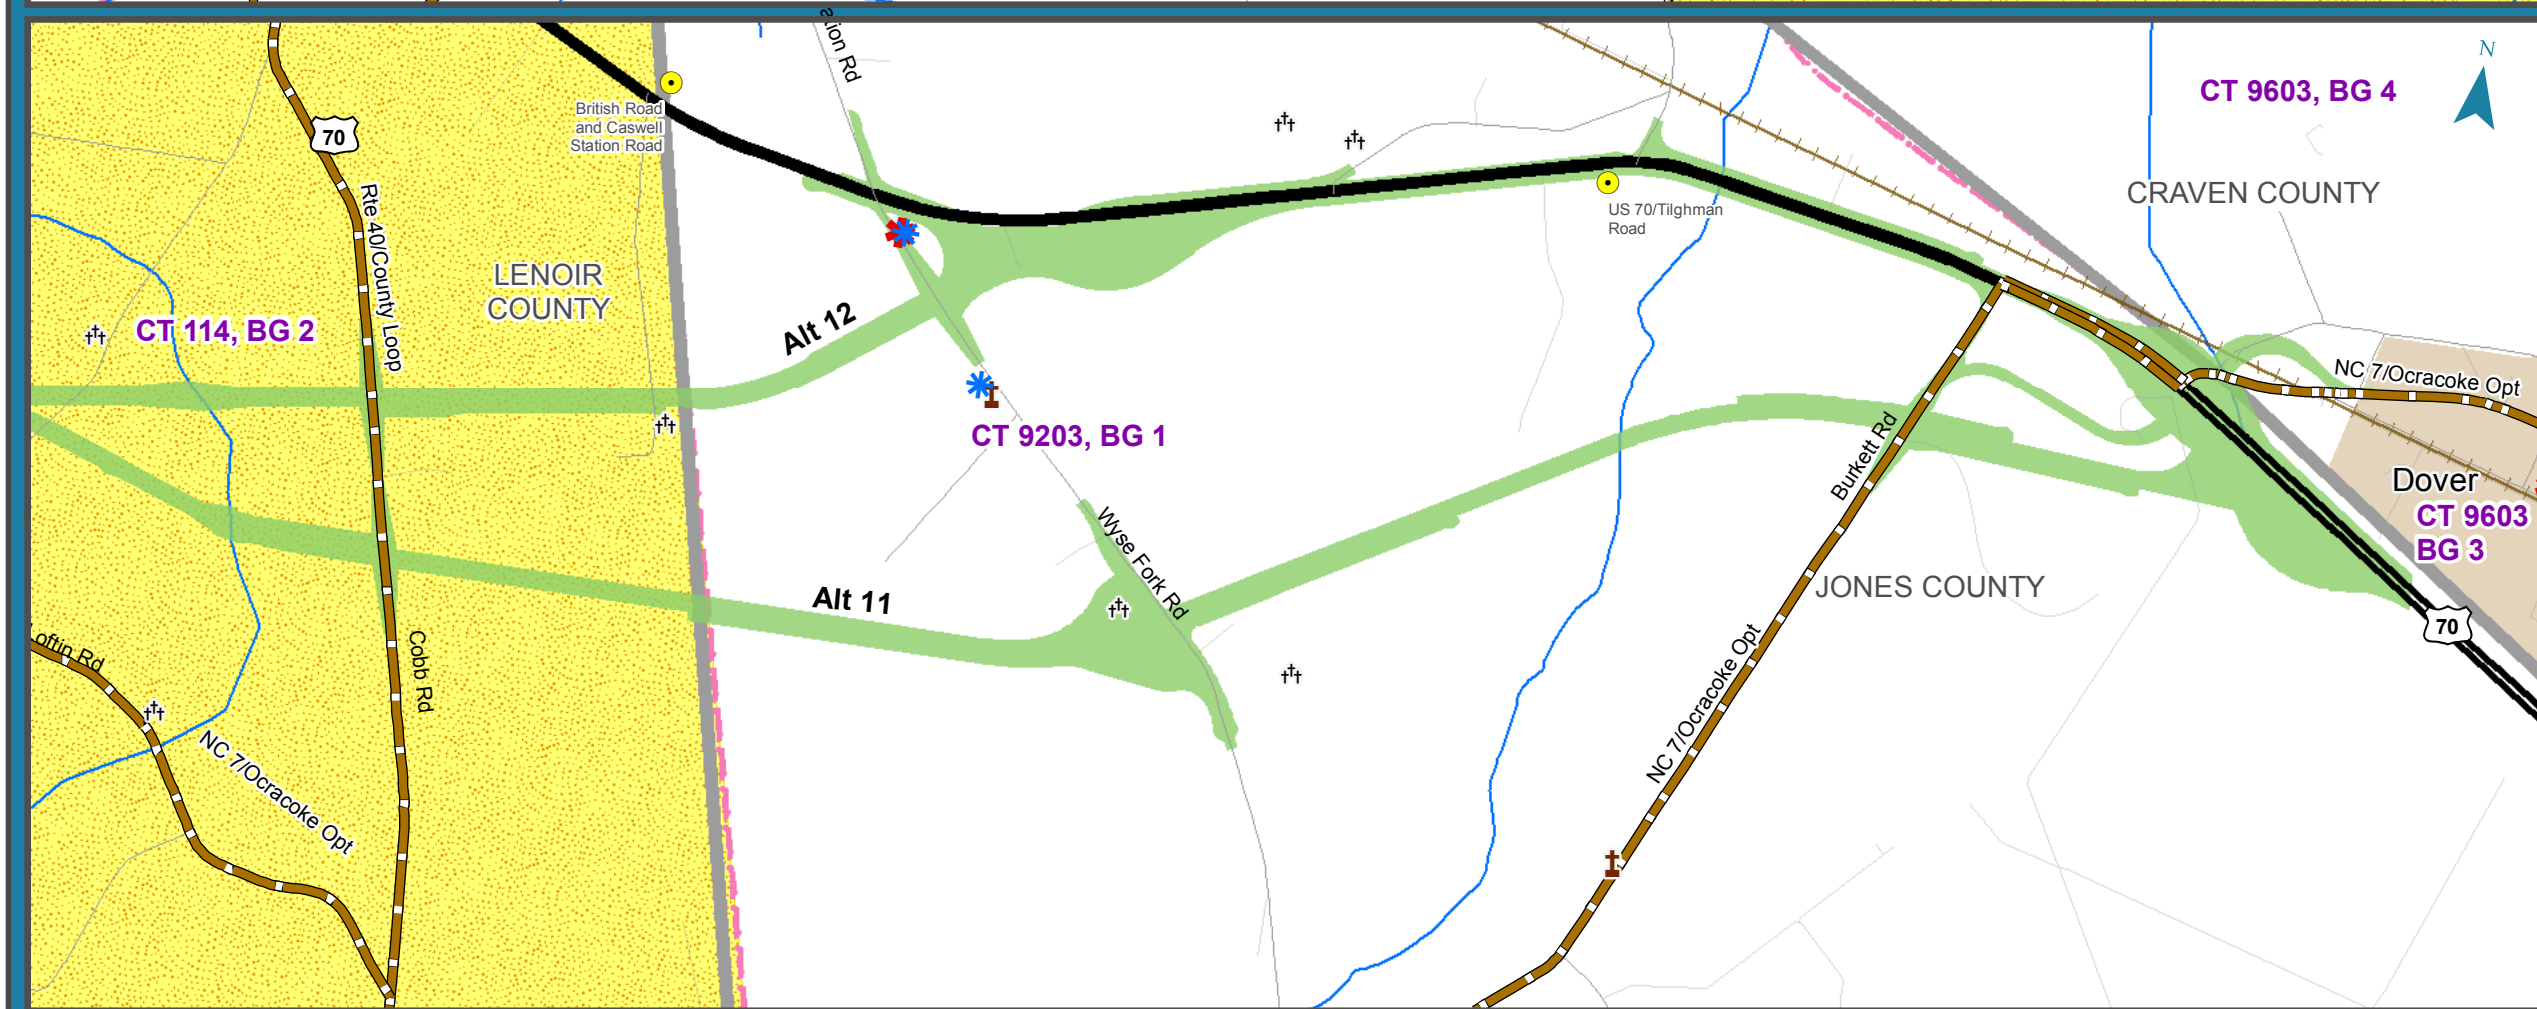 ation Rd
N
CT 9603, BG 4
British Road
and Caswell
Station Road
70
CRAVEN COUNTY
Rte 40/County Loop
US 70/Tilghman
Road
LENOIR
COUNTY
CT 114, BG 2
Alt 12
NC 7/Ocracoke Opt
CT 9203, BG 1
Burkett Rd
Dover
CT 9603
BG 3
Wyse Fork Rd
JONES COUNTY
Alt 11
70
oftin Rd
Cobb Rd
NC 7/Ocracoke Opt
NC 7/Ocracoke Opt